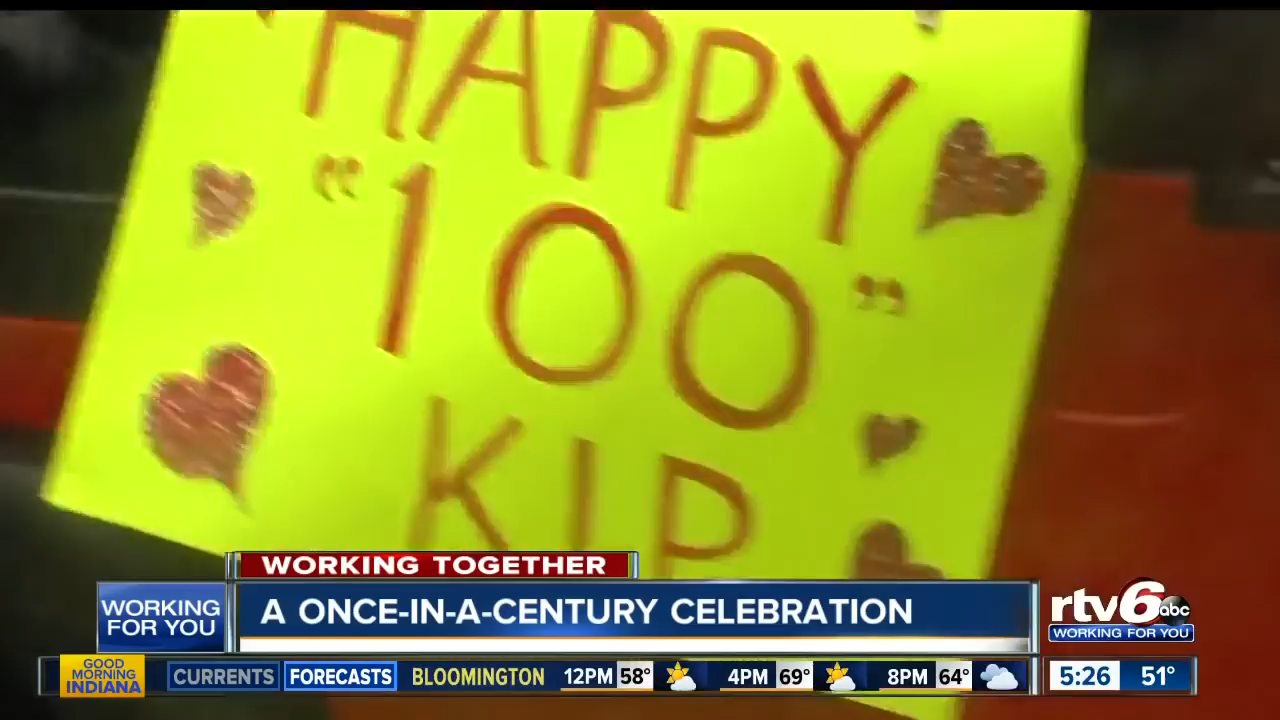 HAPPY
"100"
KIP
WORKING TOGETHER
WORKING
FOR YOU
A ONCE-IN-A-CENTURY CELEBRATION
rtv6 abc
WORKING FOR YOU
GOOD
MORNING
INDIANA
CURRENTS FORECASTS BLOOMINGTON 12PM 58° 4PM 69° 8PM 64° 5:26 51°